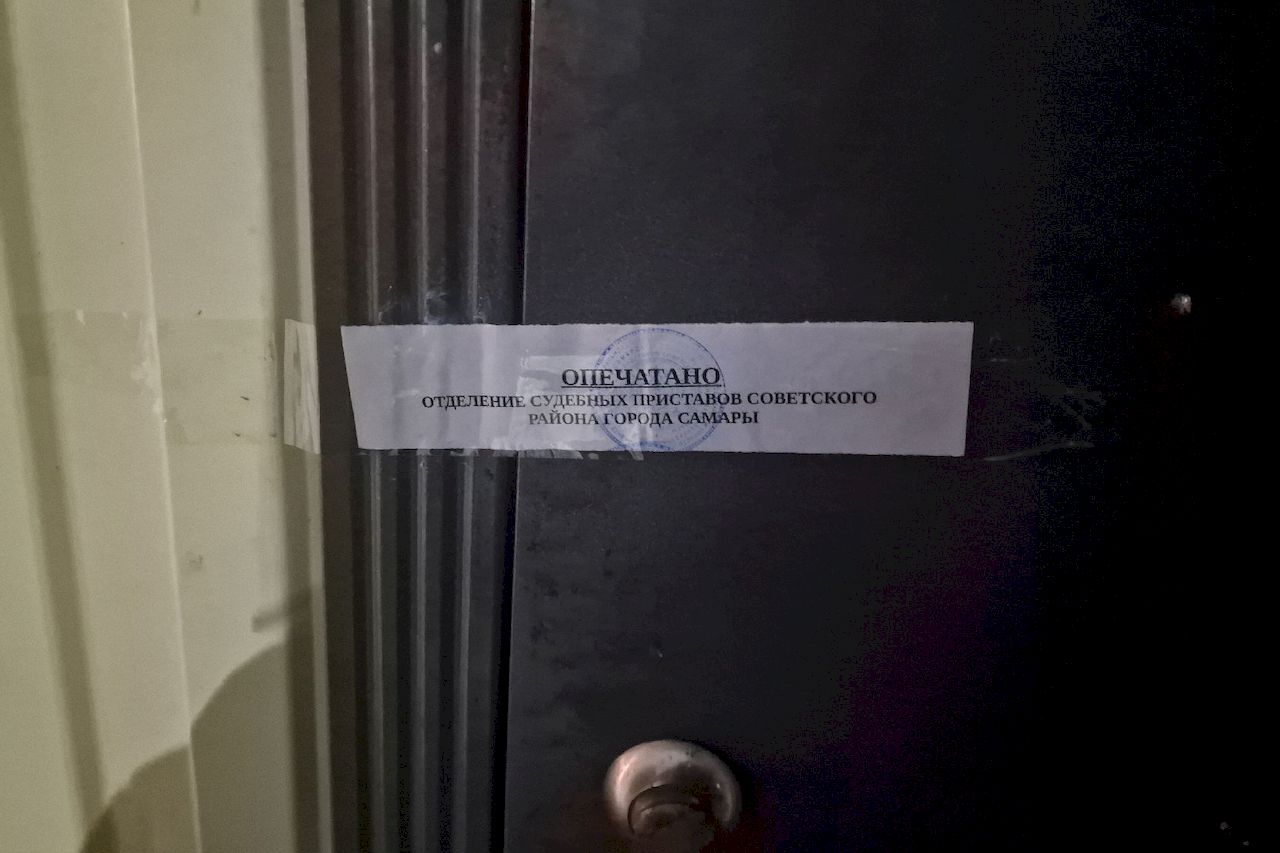 ОПЕЧАТАНО
ОТДЕЛЕНИЕ СУДЕБНЫХ ПРИСТАВОВ СОВЕТСКОГО
РАЙОНА ГОРОДА САМАРЫ